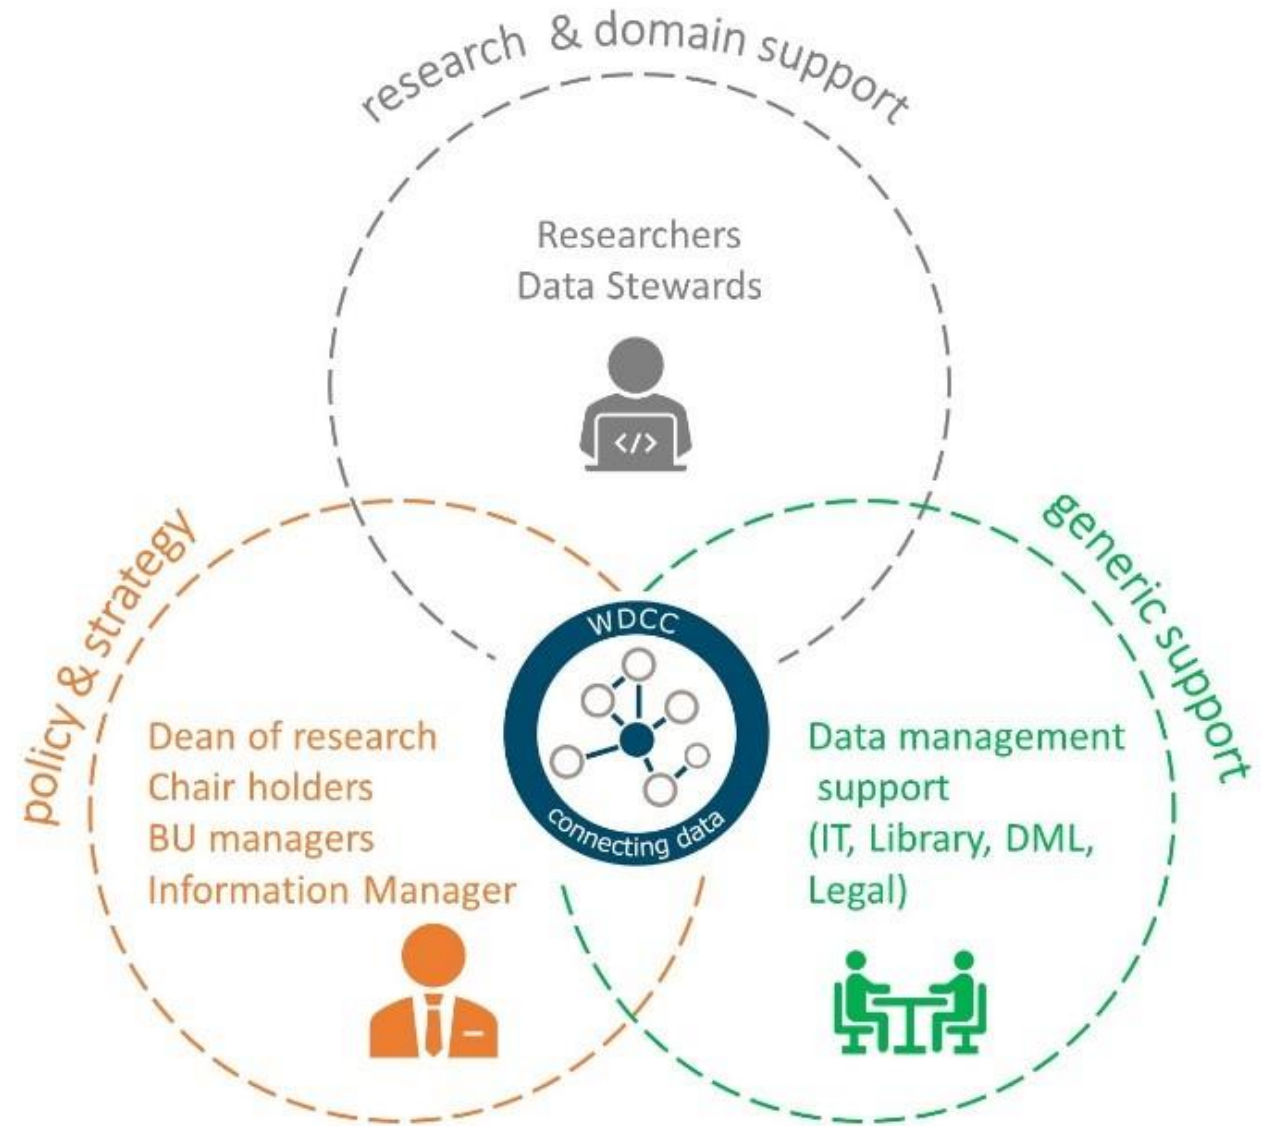 research & domain support
Researchers
Data Stewards
</>
policy & strategy
Dean of research
Chair holders
BU managers
Information Manager
WDCC
connecting data
generic support
Data management
support
(IT, Library, DML,
Legal)